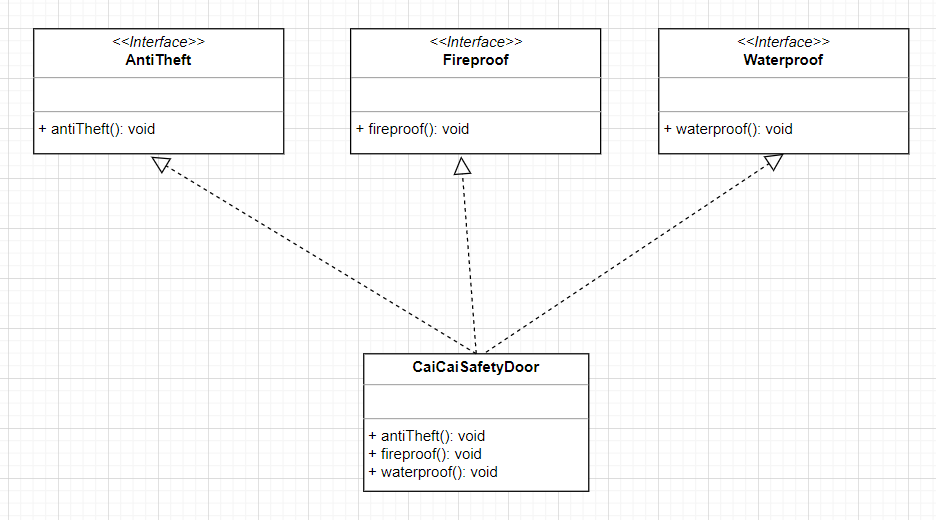 <<Interface>>
AntiTheft
+ antiTheft(): void
<<Interface>>
Fireproof
+ fireproof(): void
<<Interface>>
Waterproof
+ waterproof(): void
CaiCaiSafetyDoor
+ antiTheft(): void
+ fireproof(): void
+ waterproof(): void